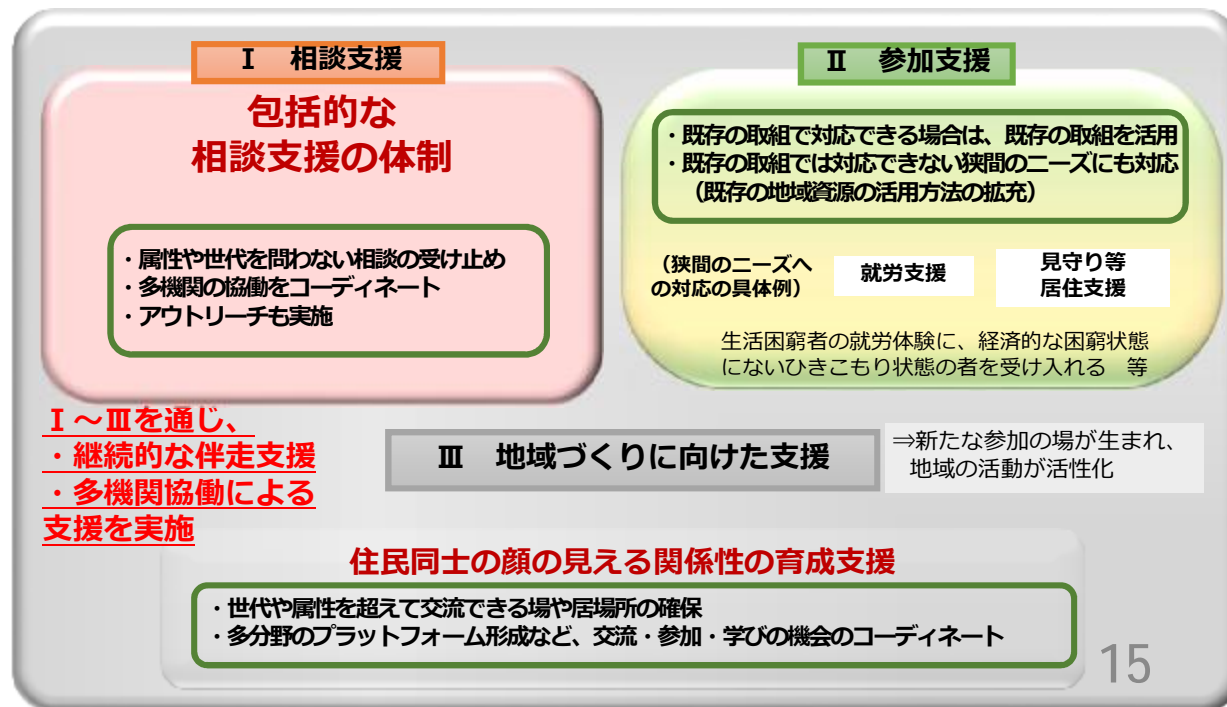 Ⅰ　相談支援
包括的な
相談支援の体制
・属性や世代を問わない相談の受け止め
・多機関の協働をコーディネート
・アウトリーチも実施
Ⅱ　参加支援
・既存の取組で対応できる場合は、既存の取組を活用
・既存の取組では対応できない狭間のニーズにも対応
（既存の地域資源の活用方法の拡充）
（狭間のニーズへ
の対応の具体例）
就労支援
見守り等
居住支援
生活困窮者の就労体験に、経済的な困窮状態
にないひきこもり状態の者を受け入れる　等
Ⅰ～Ⅲを通じ、
・継続的な伴走支援
・多機関協働による
支援を実施
Ⅲ　地域づくりに向けた支援
⇒新たな参加の場が生まれ、
地域の活動が活性化
住民同士の顔の見える関係性の育成支援
・世代や属性を超えて交流できる場や居場所の確保
・多分野のプラットフォーム形成など、交流・参加・学びの機会のコーディネート
15